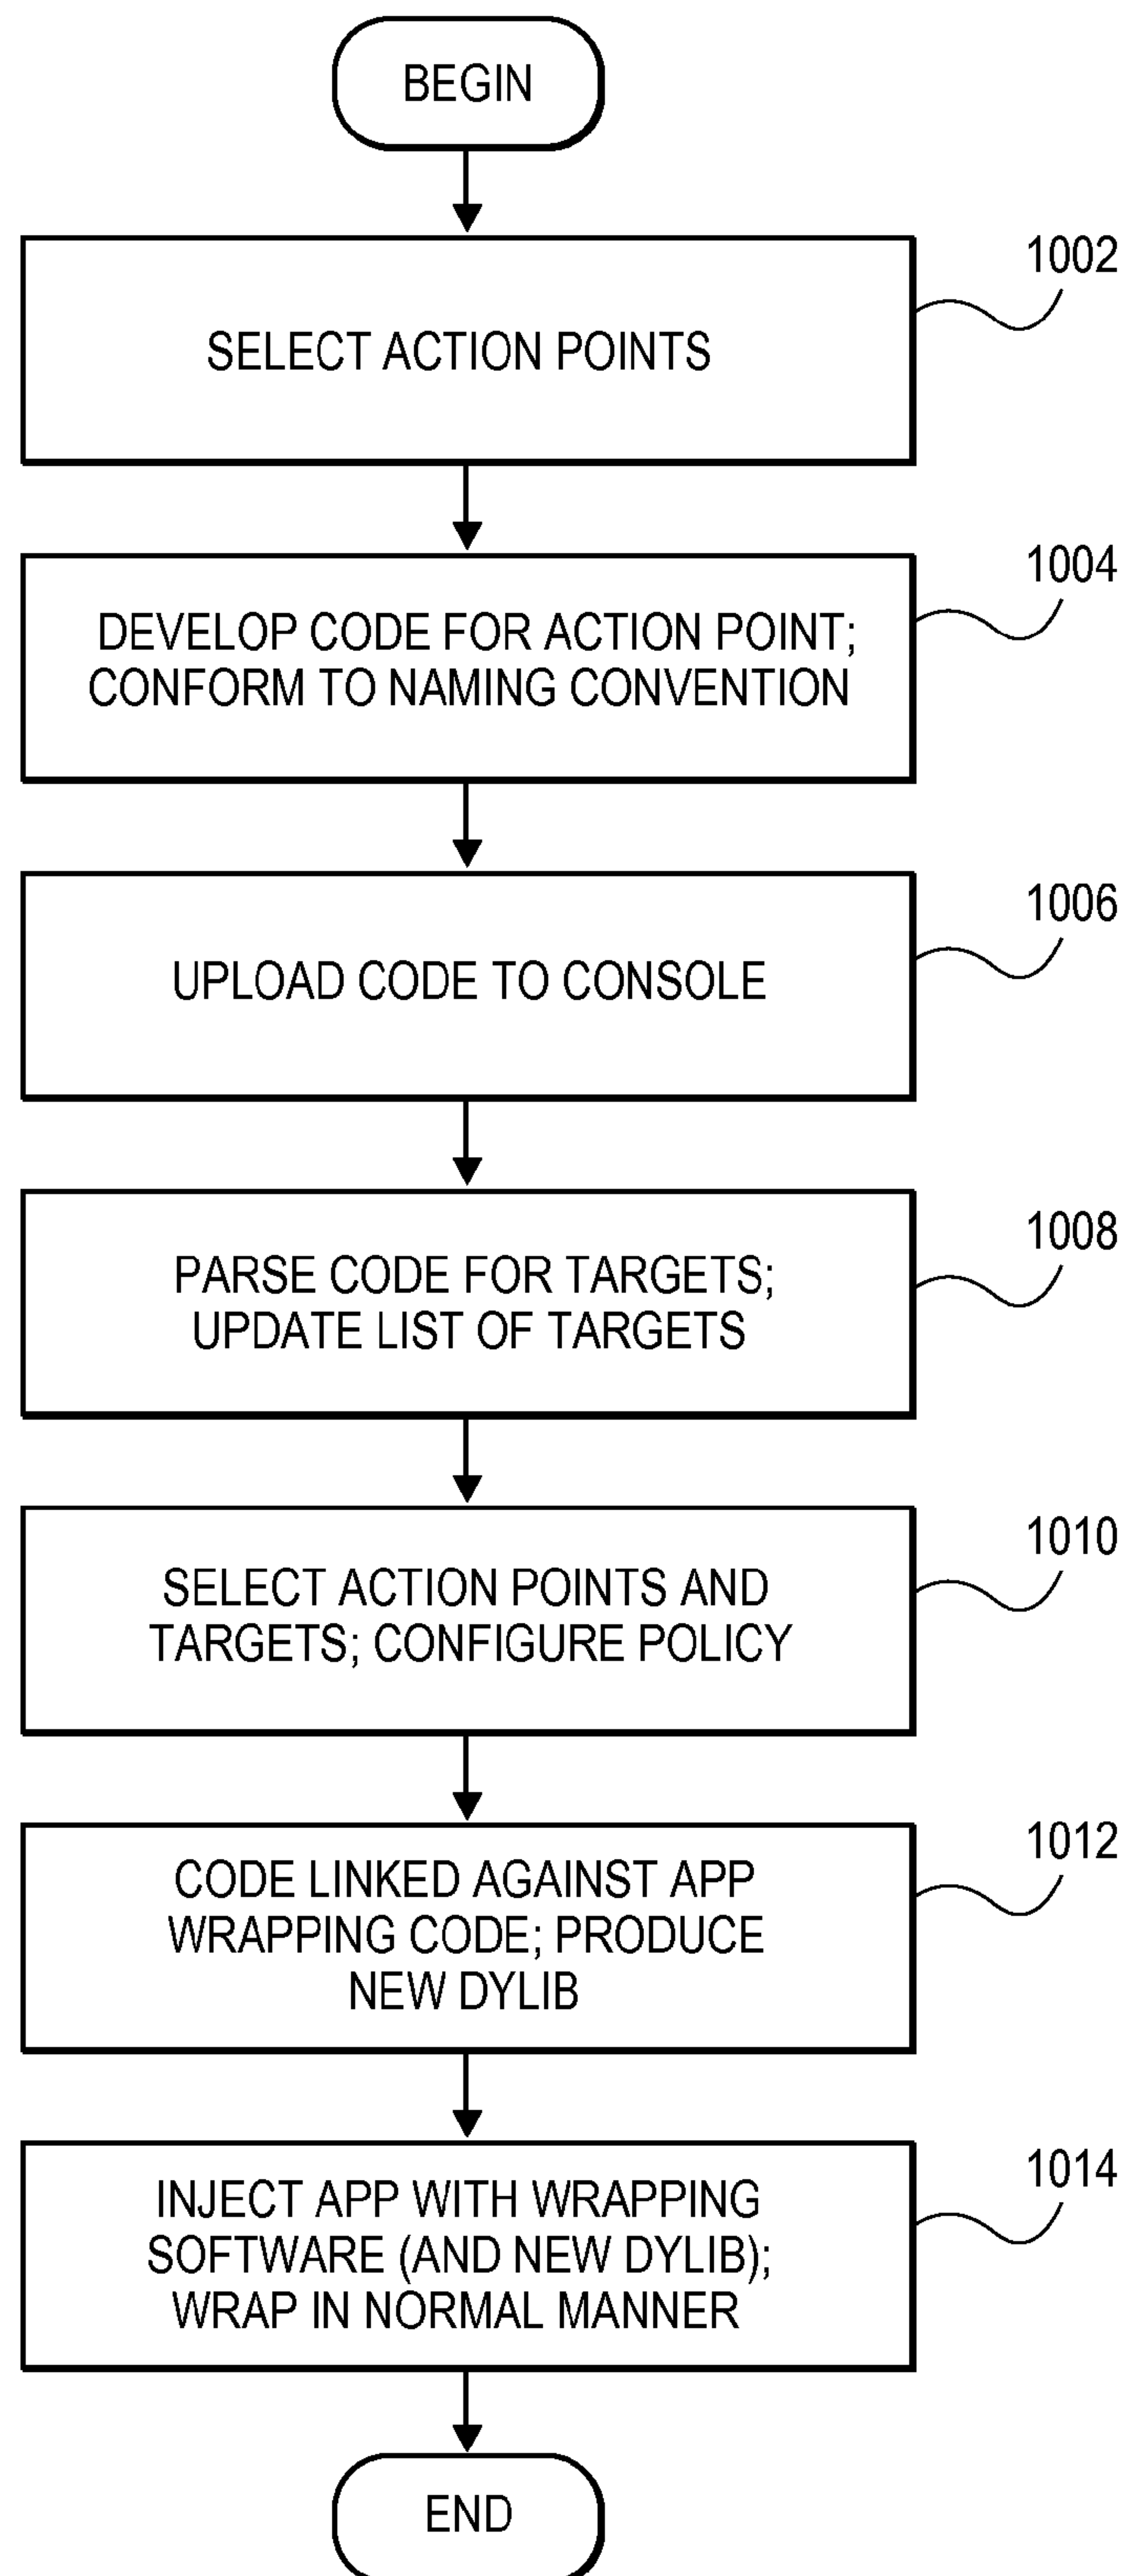 BEGIN
SELECT ACTION POINTS
1002
DEVELOP CODE FOR ACTION POINT;
CONFORM TO NAMING CONVENTION
1004
UPLOAD CODE TO CONSOLE
1006
PARSE CODE FOR TARGETS;
UPDATE LIST OF TARGETS
1008
SELECT ACTION POINTS AND
TARGETS; CONFIGURE POLICY
1010
CODE LINKED AGAINST APP
WRAPPING CODE; PRODUCE
NEW DYLIB
1012
INJECT APP WITH WRAPPING
SOFTWARE (AND NEW DYLIB);
WRAP IN NORMAL MANNER
1014
END